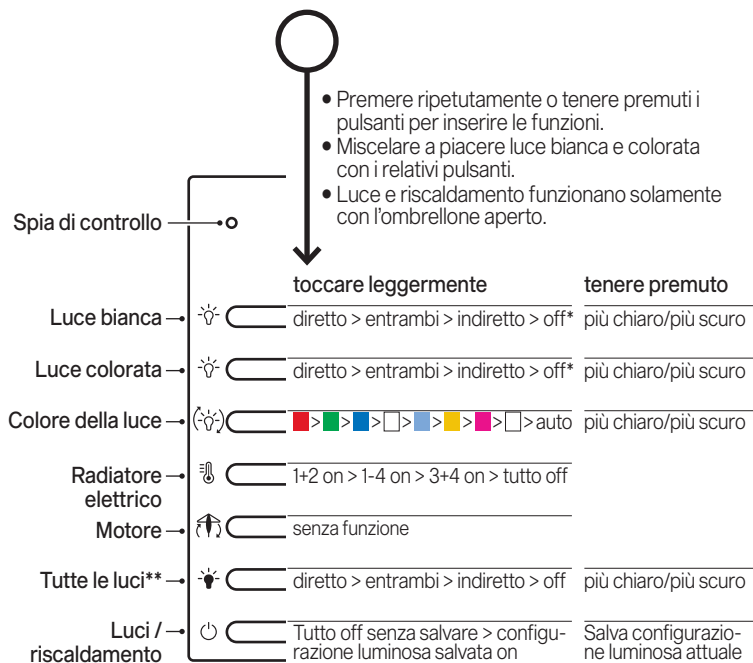 • Premere ripetutamente o tenere premuti i
pulsanti per inserire le funzioni.
• Miscelare a piacere luce bianca e colorata
con i relativi pulsanti.
• Luce e riscaldamento funzionano solamente
con l'ombrellone aperto.
Spia di controllo
toccare leggermente tenere premuto
Luce bianca diretto > entrambi > indiretto > off* più chiaro/più scuro
Luce colorata diretto > entrambi > indiretto > off* più chiaro/più scuro
Colore della luce > > > > > > > > auto più chiaro/più scuro
Radiatore 1+2 on > 1-4 on > 3+4 on > tutto off
elettrico
Motore senza funzione
Tutte le luci** diretto > entrambi > indiretto > off più chiaro/più scuro
Luci / Tutto off senza salvare > configu- Salva configurazio-
riscaldamento razione luminosa salvata on ne luminosa attuale